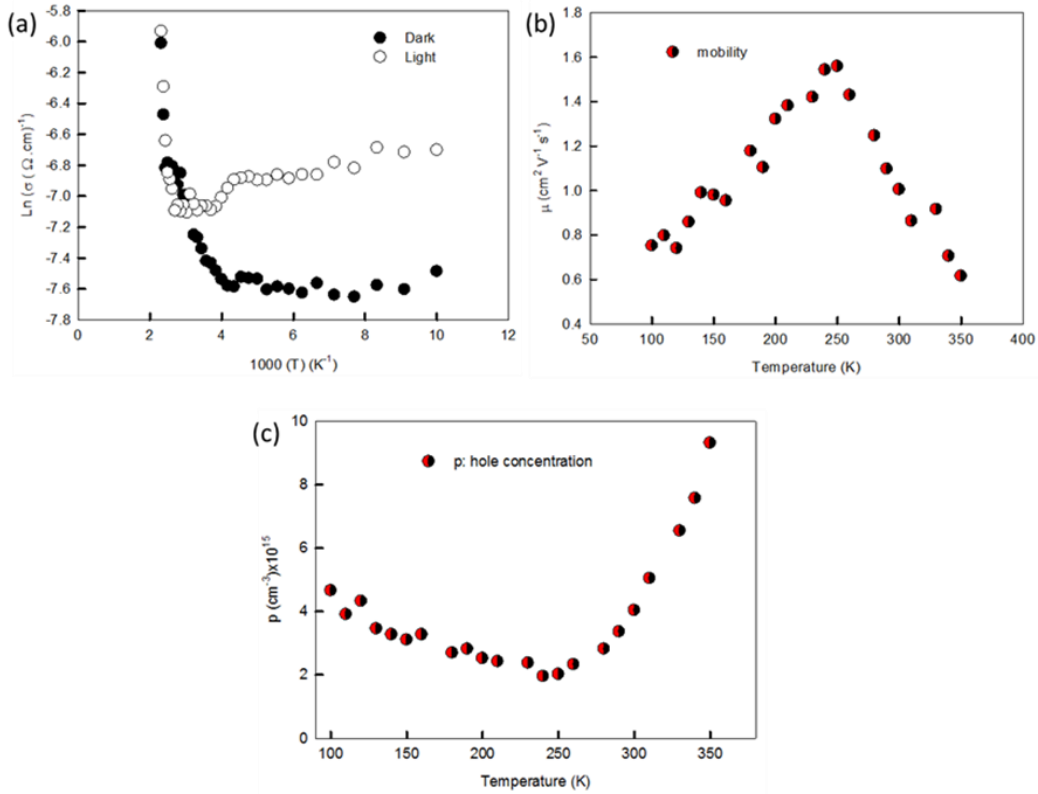 (a)
Dark
Light
Ln (σ ( Ω .cm)⁻¹)
-5.8
-6.0
-6.2
-6.4
-6.6
-6.8
-7.0
-7.2
-7.4
-7.6
-7.8
0 2 4 6 8 10 12
1000 (T) (K⁻¹)
(b)
mobility
μ (cm² V⁻¹ s⁻¹)
1.8
1.6
1.4
1.2
1.0
0.8
0.6
0.4
50 100 150 200 250 300 350 400
Temperature (K)
(c)
p: hole concentration
p (cm⁻³)x10¹⁵
10
8
6
4
2
0
100 150 200 250 300 350
Temperature (K)